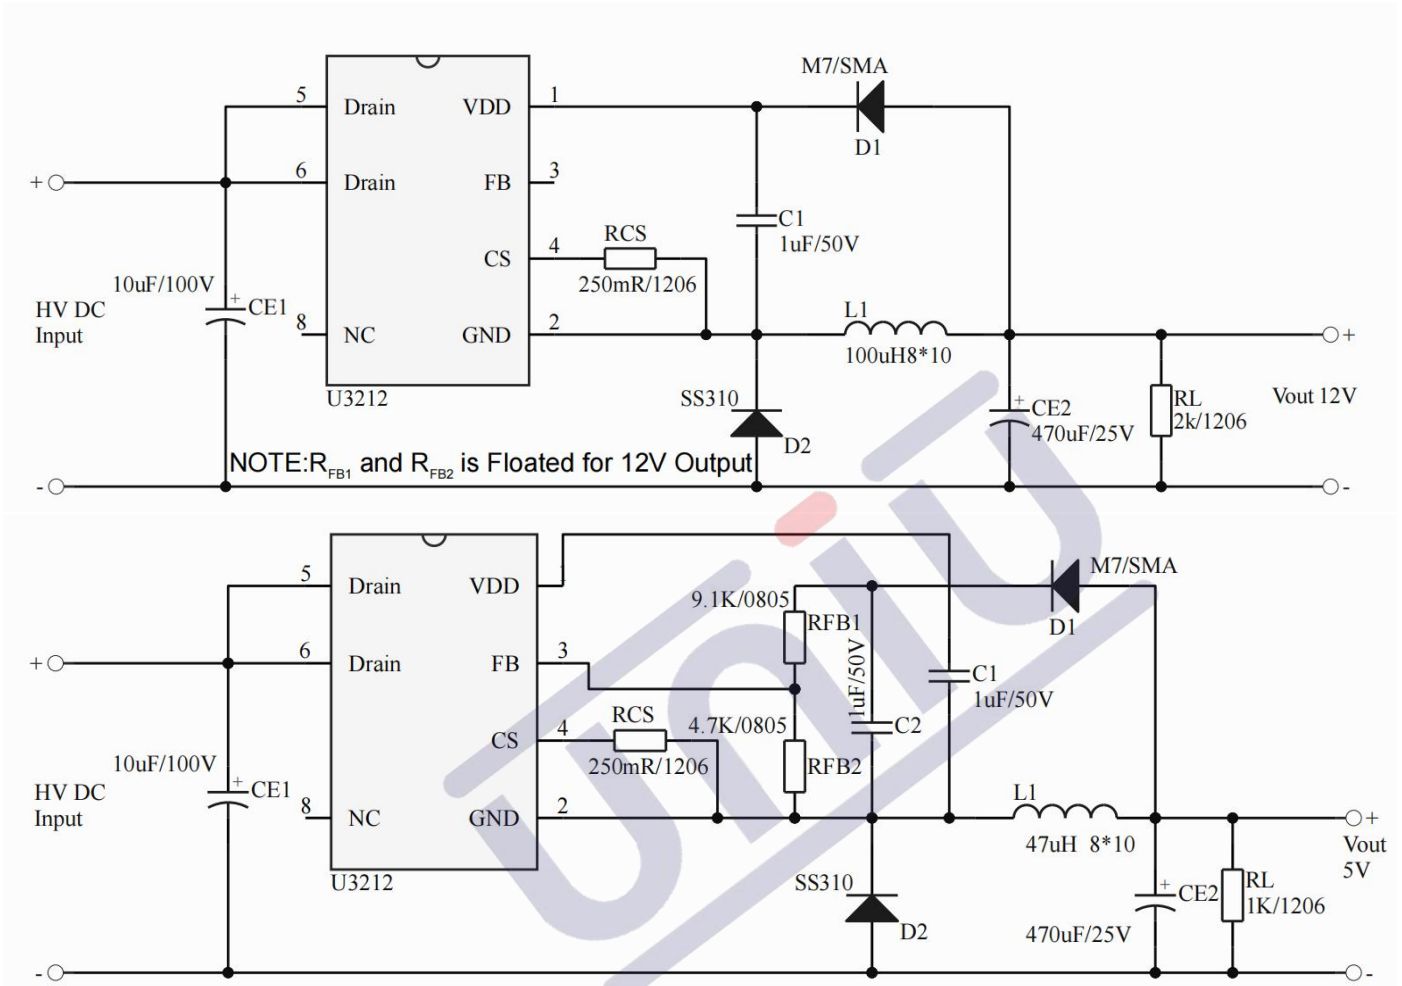 M7/SMA
5
Drain
VDD
1
D1
+
6
Drain
FB
3
C1
1uF/50V
RCS
CS
4
250mR/1206
10uF/100V
+
CE1
HV DC
Input
8
NC
GND
2
L1
100uH8*10
+
U3212
SS310
D2
+
CE2
470uF/25V
RL
2k/1206
Vout 12V
NOTE:RFB1 and RFB2 is Floated for 12V Output
-
-
5
Drain
VDD
1
M7/SMA
9.1K/0805
RFB1
D1
+
6
Drain
FB
3
1uF/50V
C1
1uF/50V
RCS
4.7K/0805
C2
CS
4
250mR/1206
RFB2
10uF/100V
+
CE1
HV DC
Input
8
NC
GND
2
L1
47uH 8*10
+
Vout
5V
U3212
SS310
D2
+
CE2
470uF/25V
RL
1K/1206
-
-
uniU